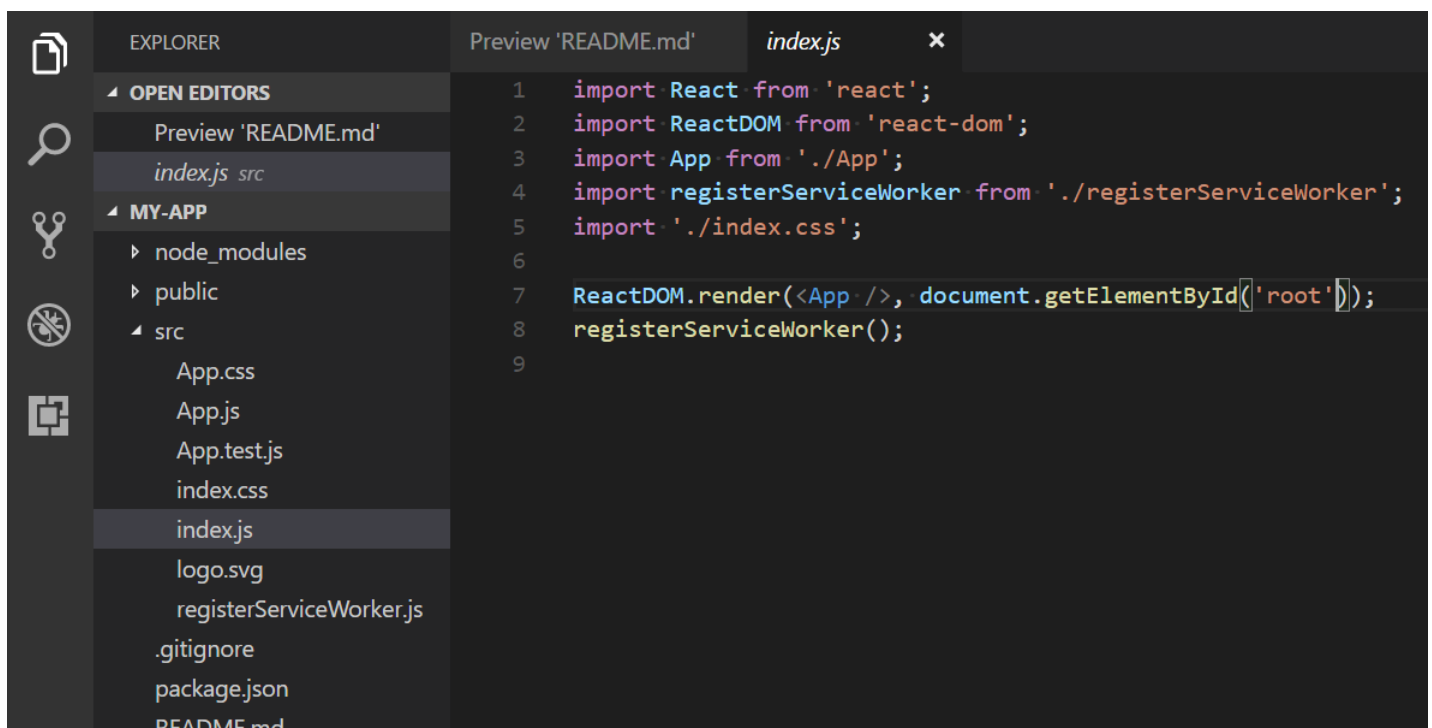 EXPLORER
OPEN EDITORS
Preview 'README.md'
index.js src
MY-APP
node_modules
public
src
App.css
App.js
App.test.js
index.css
index.js
logo.svg
registerServiceWorker.js
.gitignore
package.json
README.md
Preview 'README.md' index.js
1 import React from 'react';
2 import ReactDOM from 'react-dom';
3 import App from './App';
4 import registerServiceWorker from './registerServiceWorker';
5 import './index.css';
6
7 ReactDOM.render(<App />, document.getElementById('root'));
8 registerServiceWorker();
9